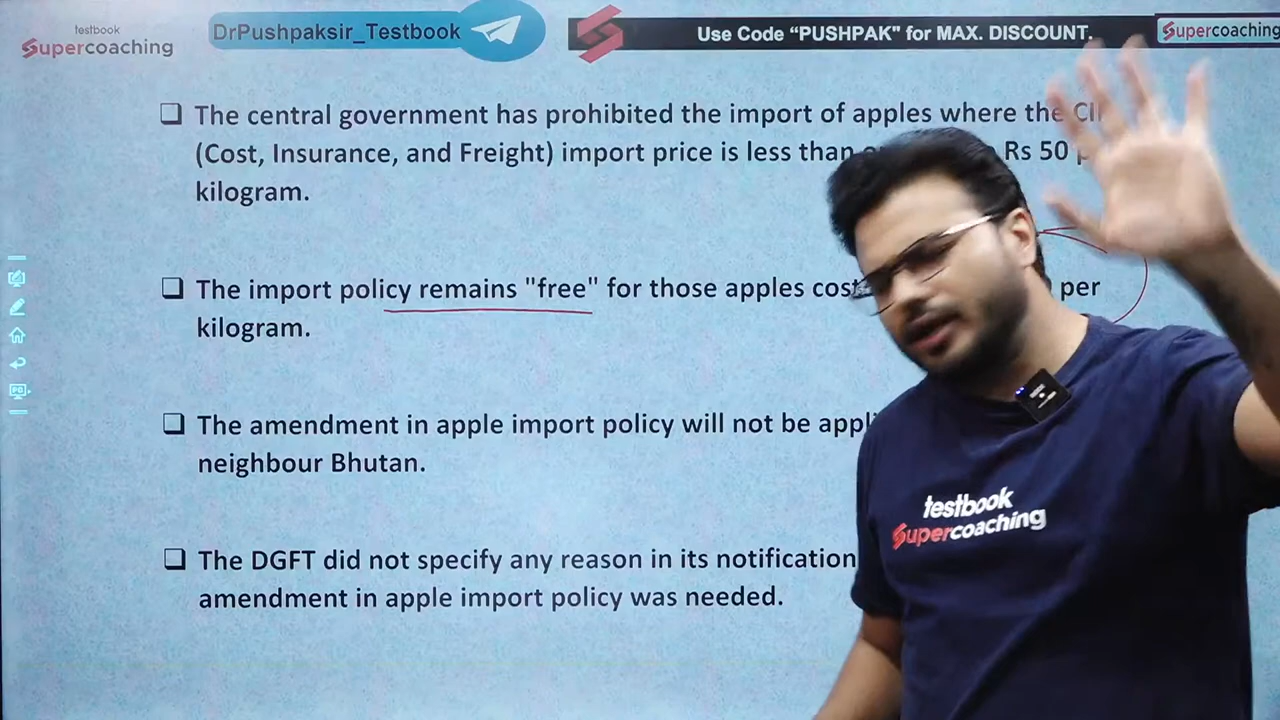 testbook
Supercoaching
DrPushpaksir_Testbook
Use Code “PUSHPAK" for MAX. DISCOUNT.
Supercoaching
❑ The central government has prohibited the import of apples where the CI
(Cost, Insurance, and Freight) import price is less than Rs 50
kilogram.
❑ The import policy remains "free" for those apples per
kilogram.
❑ The amendment in apple import policy will not be
neighbour Bhutan.
❑ The DGFT did not specify any reason in its notification
amendment in apple import policy was needed.
testbook
Supercoaching